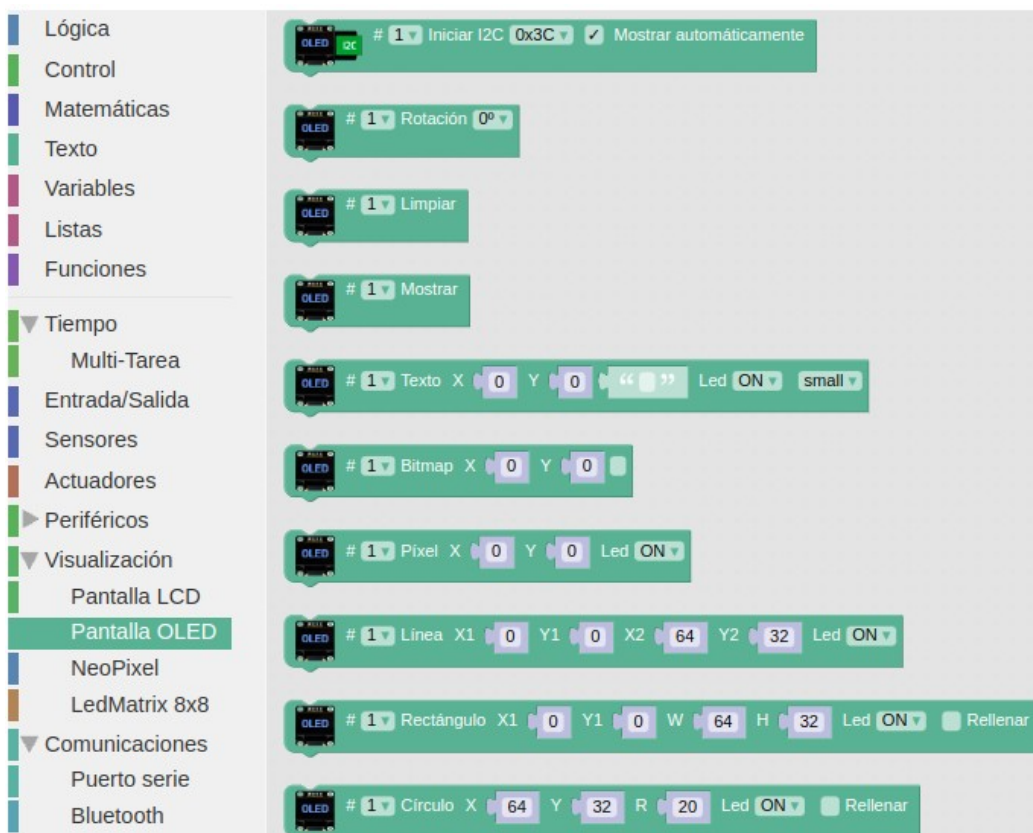 Lógica
Control
Matemáticas
Texto
Variables
Listas
Funciones
Tiempo
Multi-Tarea
Entrada/Salida
Sensores
Actuadores
Periféricos
Visualización
Pantalla LCD
Pantalla OLED
NeoPixel
LedMatrix 8x8
Comunicaciones
Puerto serie
Bluetooth
OLED I2C # 1 Iniciar I2C 0x3C ✓ Mostrar automáticamente
OLED # 1 Rotación 0º
OLED # 1 Limpiar
OLED # 1 Mostrar
OLED # 1 Texto X 0 Y 0 “ ” Led ON small
OLED # 1 Bitmap X 0 Y 0
OLED # 1 Píxel X 0 Y 0 Led ON
OLED # 1 Línea X1 0 Y1 0 X2 64 Y2 32 Led ON
OLED # 1 Rectángulo X1 0 Y1 0 W 64 H 32 Led ON Rellenar
OLED # 1 Círculo X 64 Y 32 R 20 Led ON Rellenar